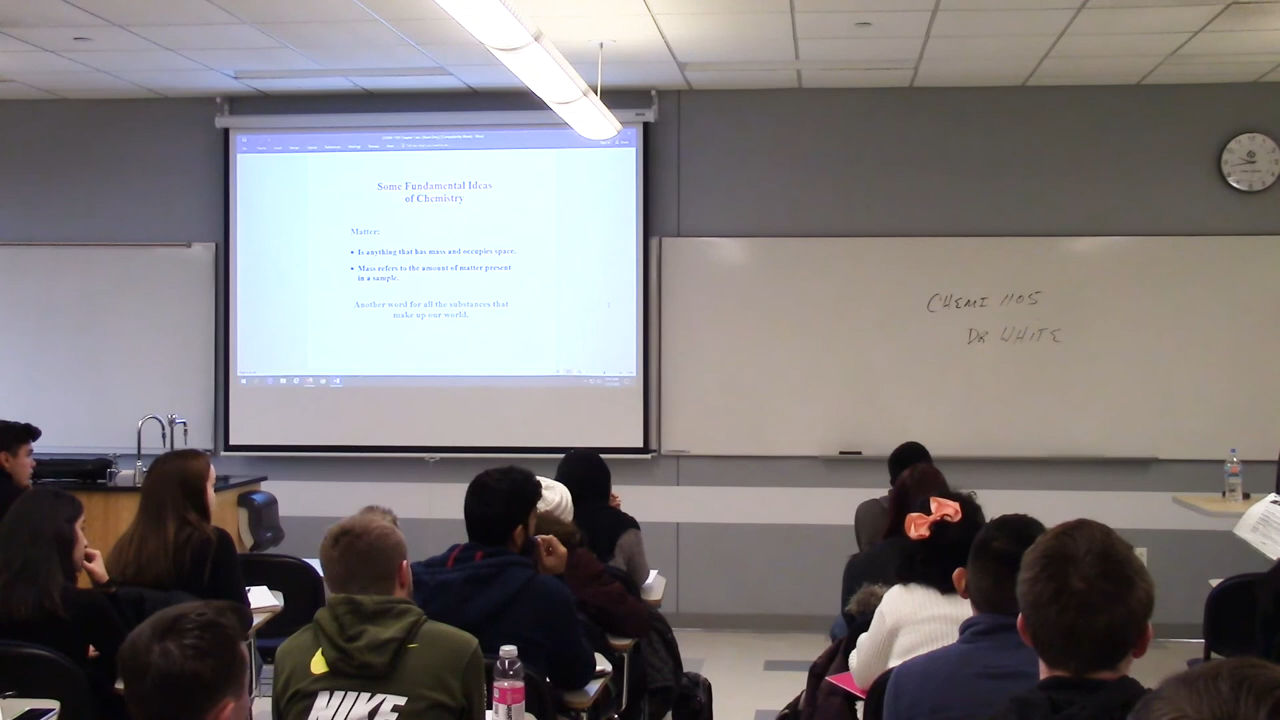 Some Fundamental Ideas
of Chemistry
Matter:
• Is anything that has mass and occupies space.
• Mass refers to the amount of matter present
in a sample.
Another word for all the substances that
make up our world.
CHEMI 1105
DR WHITE
NIKE